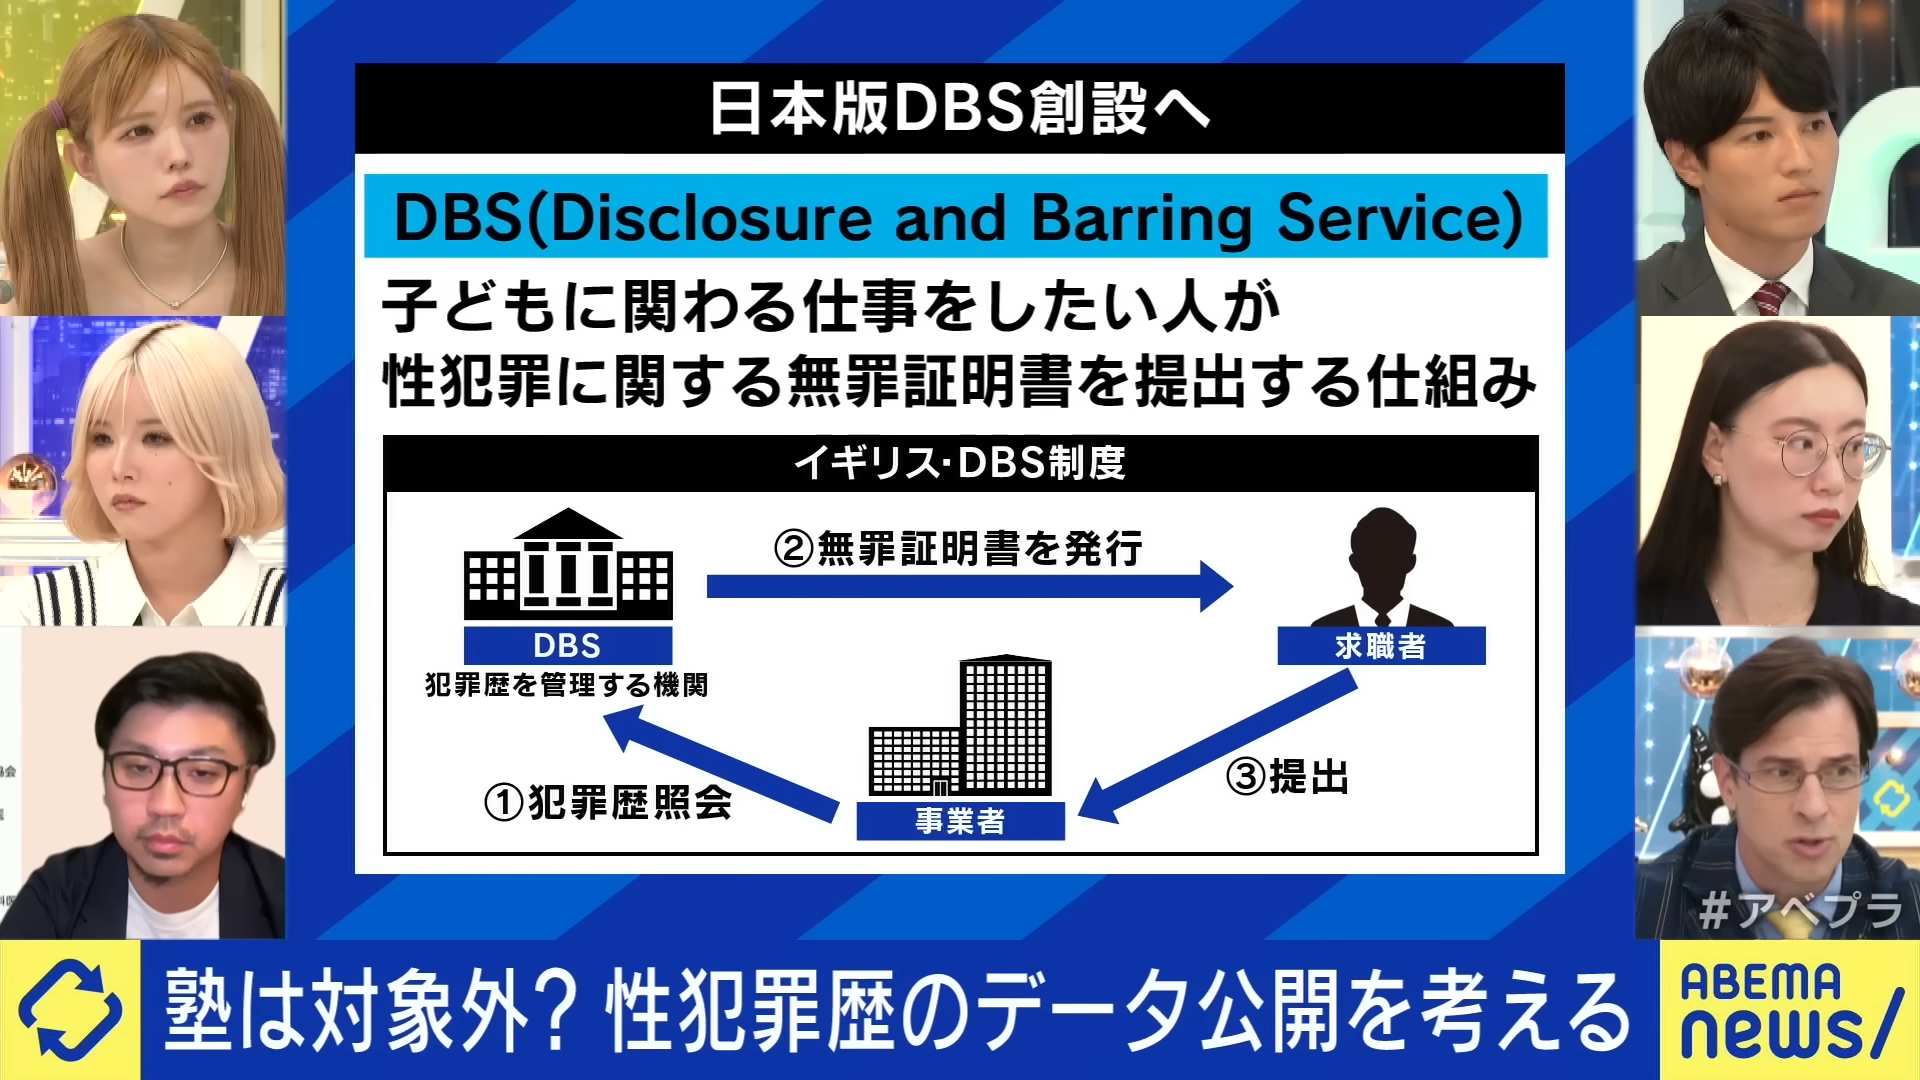 日本版DBS創設へ
DBS(Disclosure and Barring Service)
子どもに関わる仕事をしたい人が
性犯罪に関する無罪証明書を提出する仕組み
イギリス・DBS制度
②無罪証明書を発行
DBS
犯罪歴を管理する機関
求職者
①犯罪歴照会
事業者
③提出
#アベプラ
塾は対象外? 性犯罪歴のデータ公開を考える
ABEMA
news/